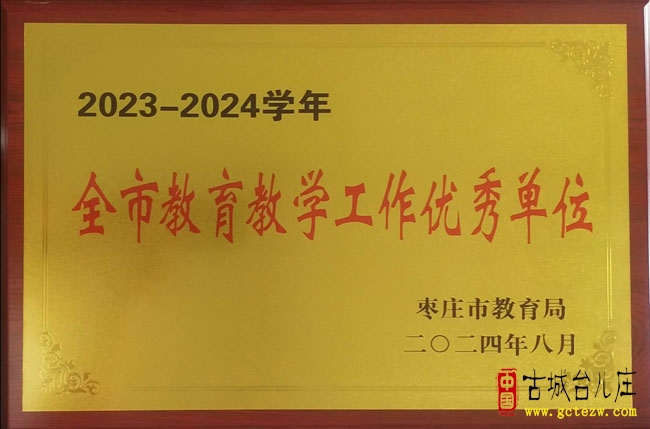 2023-2024学年
全市教育教学工作优秀单位
枣庄市教育局
二〇二四年八月
中国 古城台儿庄
www.gctezw.com